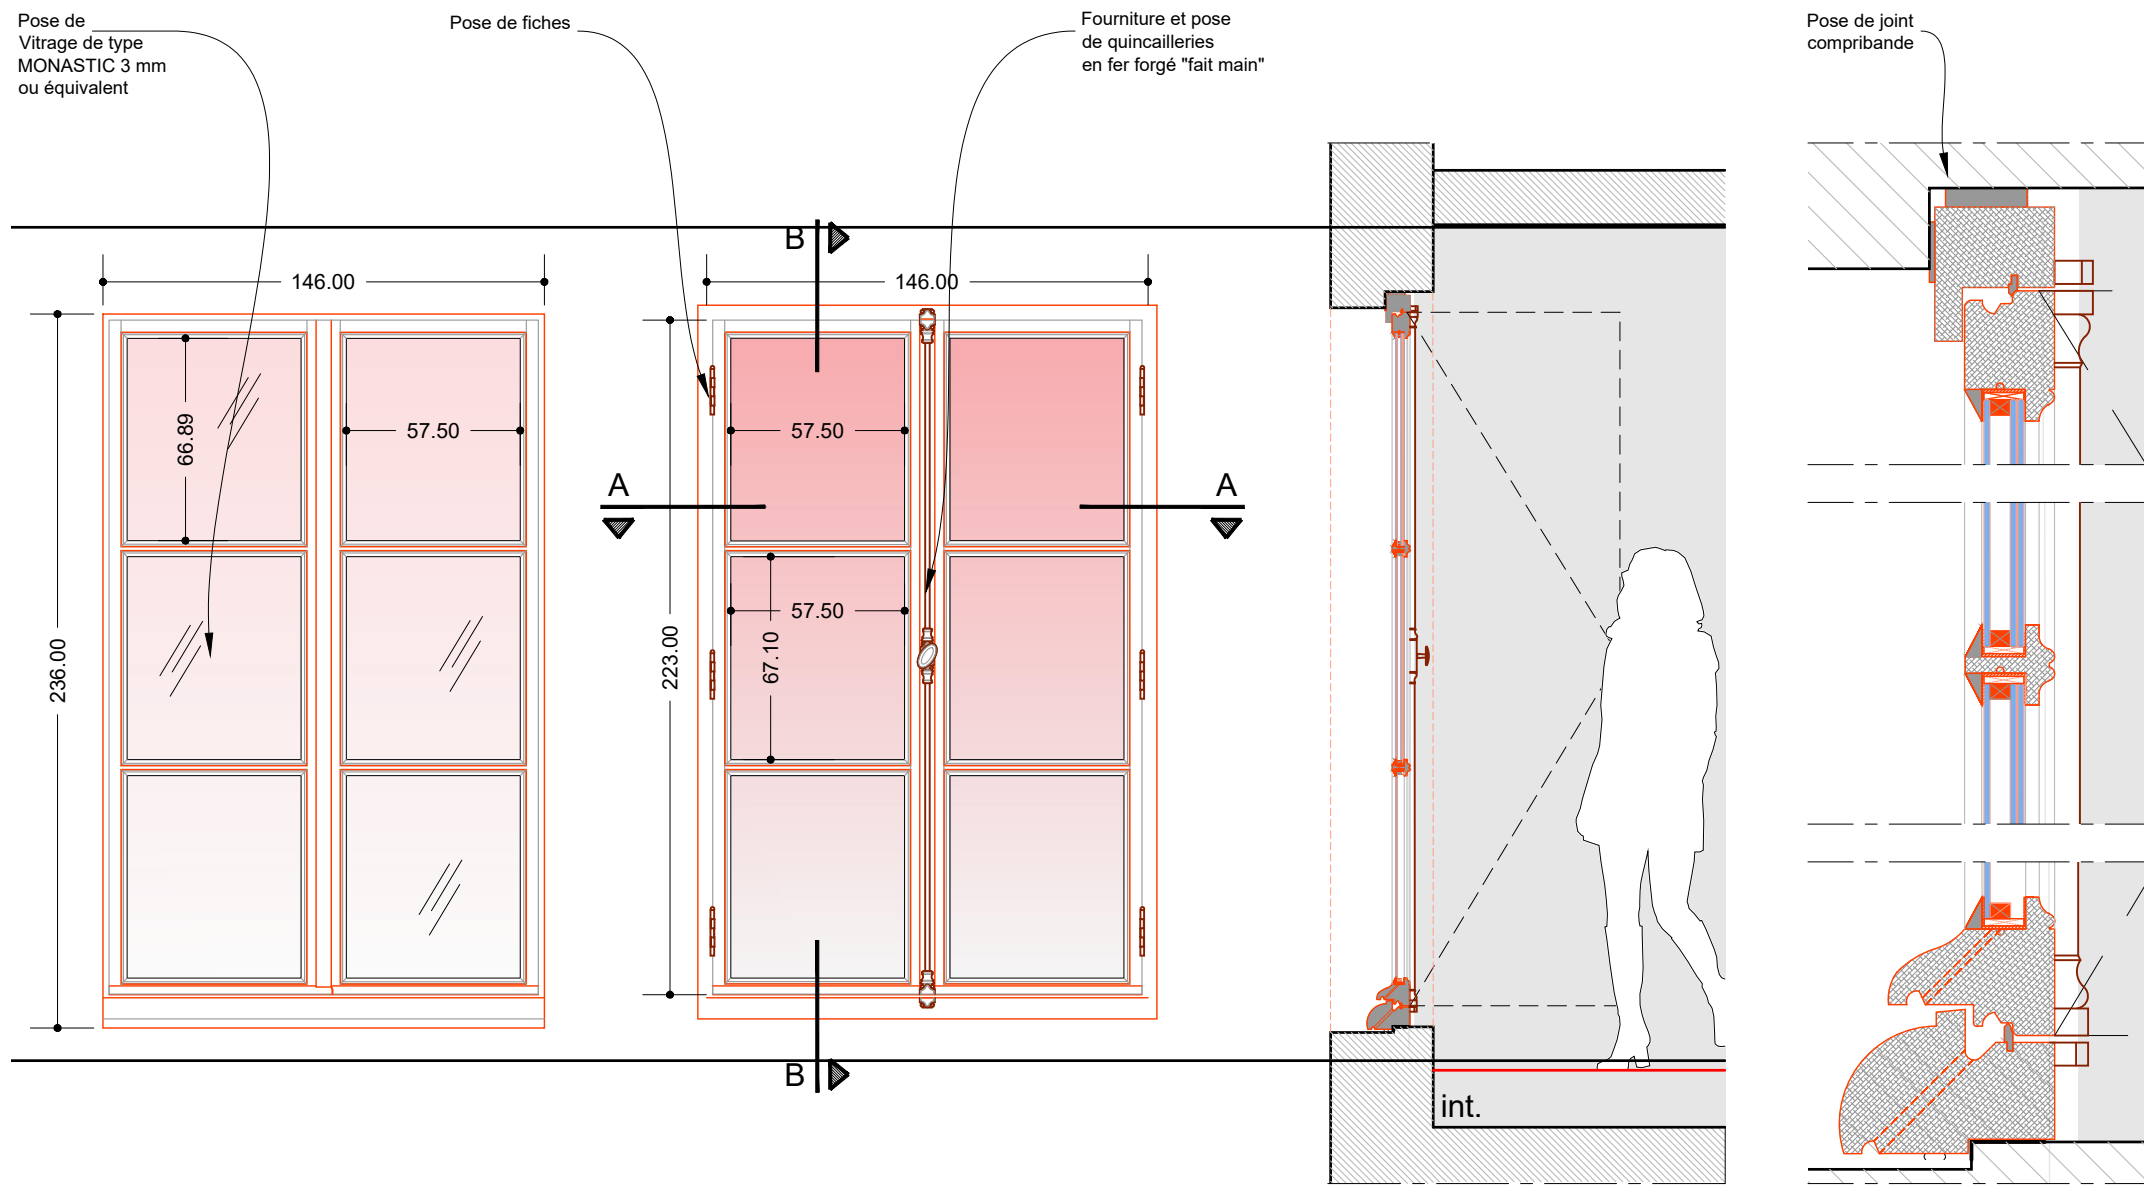 Pose de
Vitrage de type
MONASTIC 3 mm
ou équivalent
Pose de fiches
Fourniture et pose
de quincailleries
en fer forgé "fait main"
Pose de joint
compribande
B
146.00
146.00
66.89
57.50
57.50
A
A
57.50
67.10
236.00
223.00
B
int.